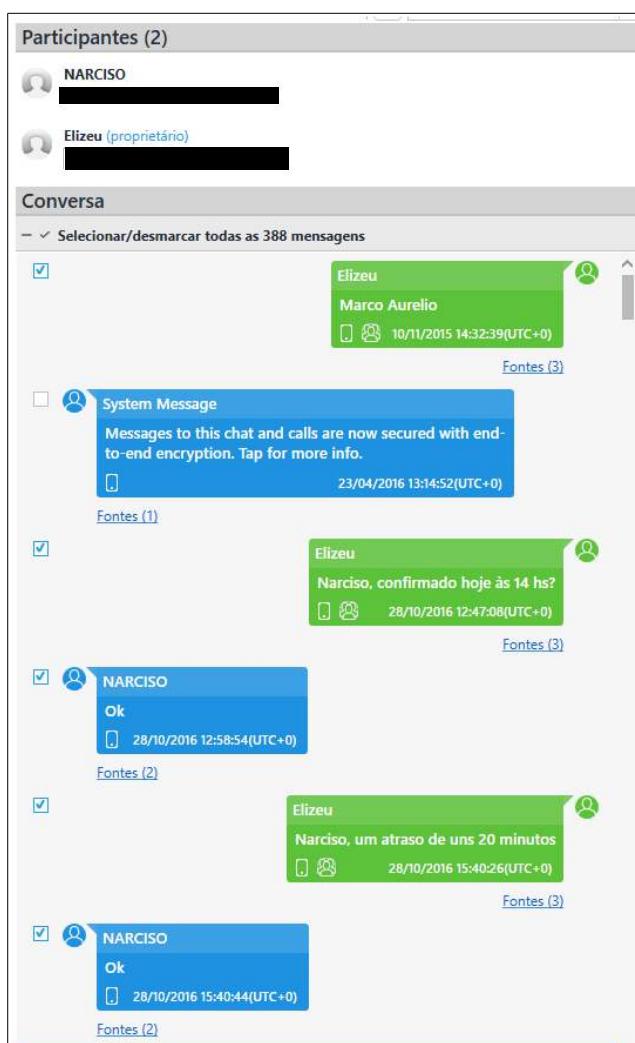 Participantes (2)
NARCISO
Elizeu (proprietário)
Conversa
Selecionar/desmarcar todas as 388 mensagens
Elizeu
Marco Aurelio
10/11/2015 14:32:39(UTC+0)
Fontes (3)
System Message
Messages to this chat and calls are now secured with end-
to-end encryption. Tap for more info.
23/04/2016 13:14:52(UTC+0)
Fontes (1)
Elizeu
Narciso, confirmado hoje às 14 hs?
28/10/2016 12:47:08(UTC+0)
Fontes (3)
NARCISO
Ok
28/10/2016 12:58:54(UTC+0)
Fontes (2)
Elizeu
Narciso, um atraso de uns 20 minutos
28/10/2016 15:40:26(UTC+0)
Fontes (3)
NARCISO
Ok
28/10/2016 15:40:44(UTC+0)
Fontes (2)